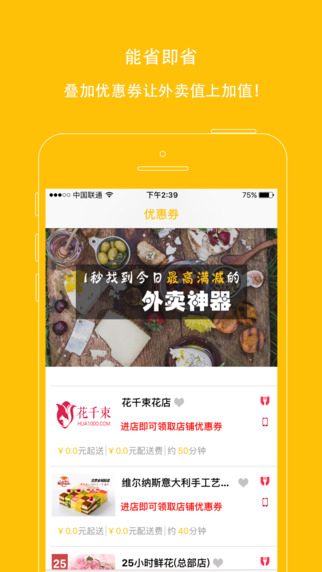 能省即省
叠加优惠券让外卖值上加值!
中国联通
下午2:39
75%
优惠券
1秒找到今日最高满减的
外卖神器
花千束
HUA1000.COM
花千束花店
进店即可领取店铺优惠券
￥0.0元起送|￥0.0元配送费|约 50分钟
维尔纳斯意大利手工艺...
进店即可领取店铺优惠券
￥0.0元起送|￥0.0元配送费|约 40分钟
25
25小时鲜花(总部店)